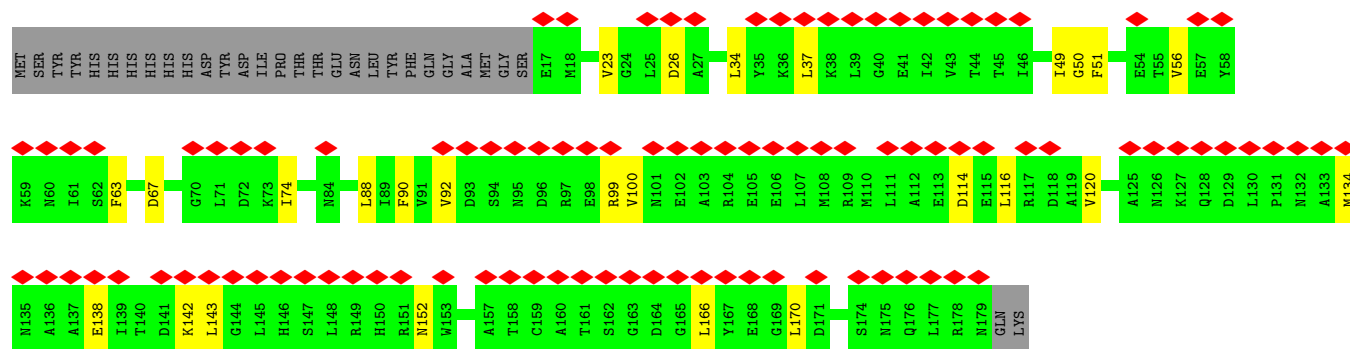 MET SER TYR TYR HIS HIS HIS HIS HIS HIS ASP TYR ASP ILE PRO THR THR GLU ASN LEU TYR PHE GLN GLY ALA MET GLY SER E17 M18 V23 G24 L25 D26 A27 L34 Y35 K36 L37 K38 L39 G40 E41 I42 V43 T44 T45 I46 I49 G50 F51 E54 T55 V56 E57 Y58
K59 N60 I61 S62 F63 D67 G70 L71 D72 K73 I74 N84 L88 I89 F90 V91 V92 D93 S94 N95 D96 R97 E98 R99 V100 N101 E102 A103 R104 E105 E106 L107 M108 R109 M110 L111 A112 E113 D114 E115 L116 R117 D118 A119 V120 A125 N126 K127 Q128 D129 L130 P131 N132 A133 M134
N135 A136 A137 E138 I139 T140 D141 K142 L143 G144 L145 H146 S147 L148 R149 H150 R151 N152 W153 A157 T158 C159 A160 T161 S162 G163 D164 G165 L166 Y167 E168 G169 L170 D171 S174 N175 Q176 L177 R178 N179 GLN LYS